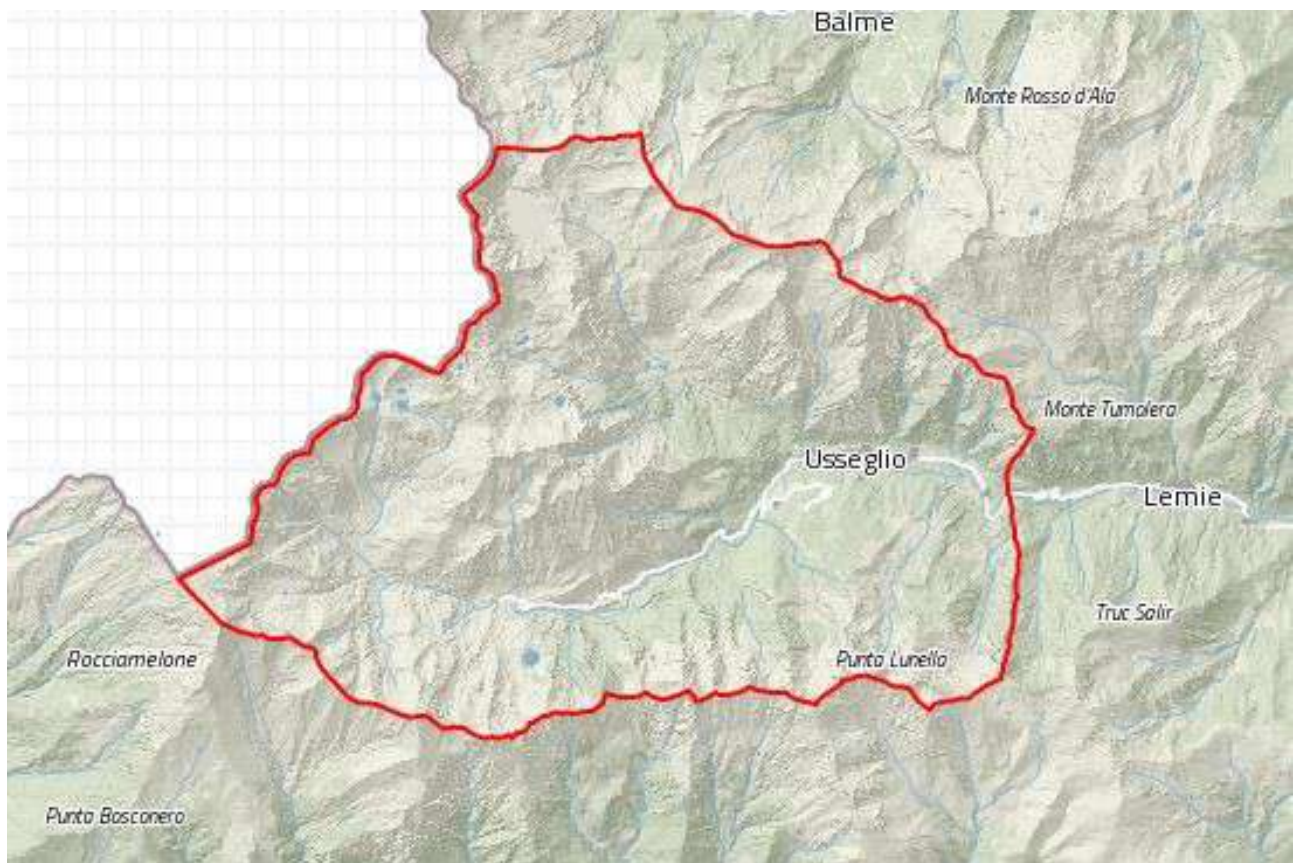 Balme
Monte Rosso d'Ala
Monte Tumolera
Usseglio
Lemie
Truc Salir
Rocciamelone
Punta Lunella
Punta Bosconero